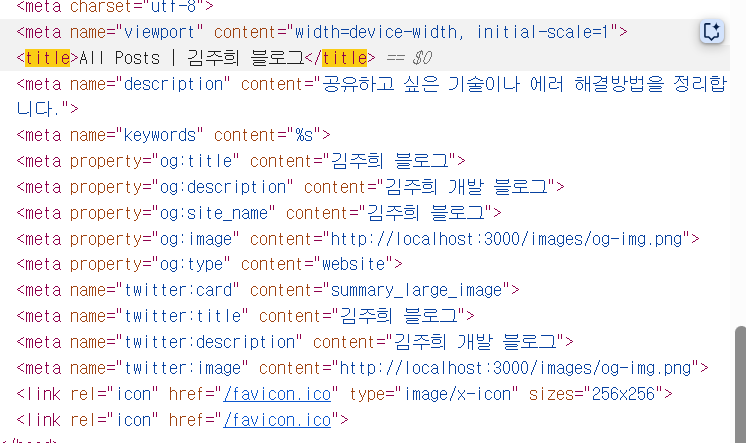 <meta charset="utf-8">
<meta name="viewport" content="width=device-width, initial-scale=1">
<title>All Posts | 김주희 블로그</title> == $0
<meta name="description" content="공유하고 싶은 기술이나 에러 해결방법을 정리합
니다.">
<meta name="keywords" content="%s">
<meta property="og:title" content="김주희 블로그">
<meta property="og:description" content="김주희 개발 블로그">
<meta property="og:site_name" content="김주희 블로그">
<meta property="og:image" content="http://localhost:3000/images/og-img.png">
<meta property="og:type" content="website">
<meta name="twitter:card" content="summary_large_image">
<meta name="twitter:title" content="김주희 블로그">
<meta name="twitter:description" content="김주희 개발 블로그">
<meta name="twitter:image" content="http://localhost:3000/images/og-img.png">
<link rel="icon" href="/favicon.ico" type="image/x-icon" sizes="256x256">
<link rel="icon" href="/favicon.ico">